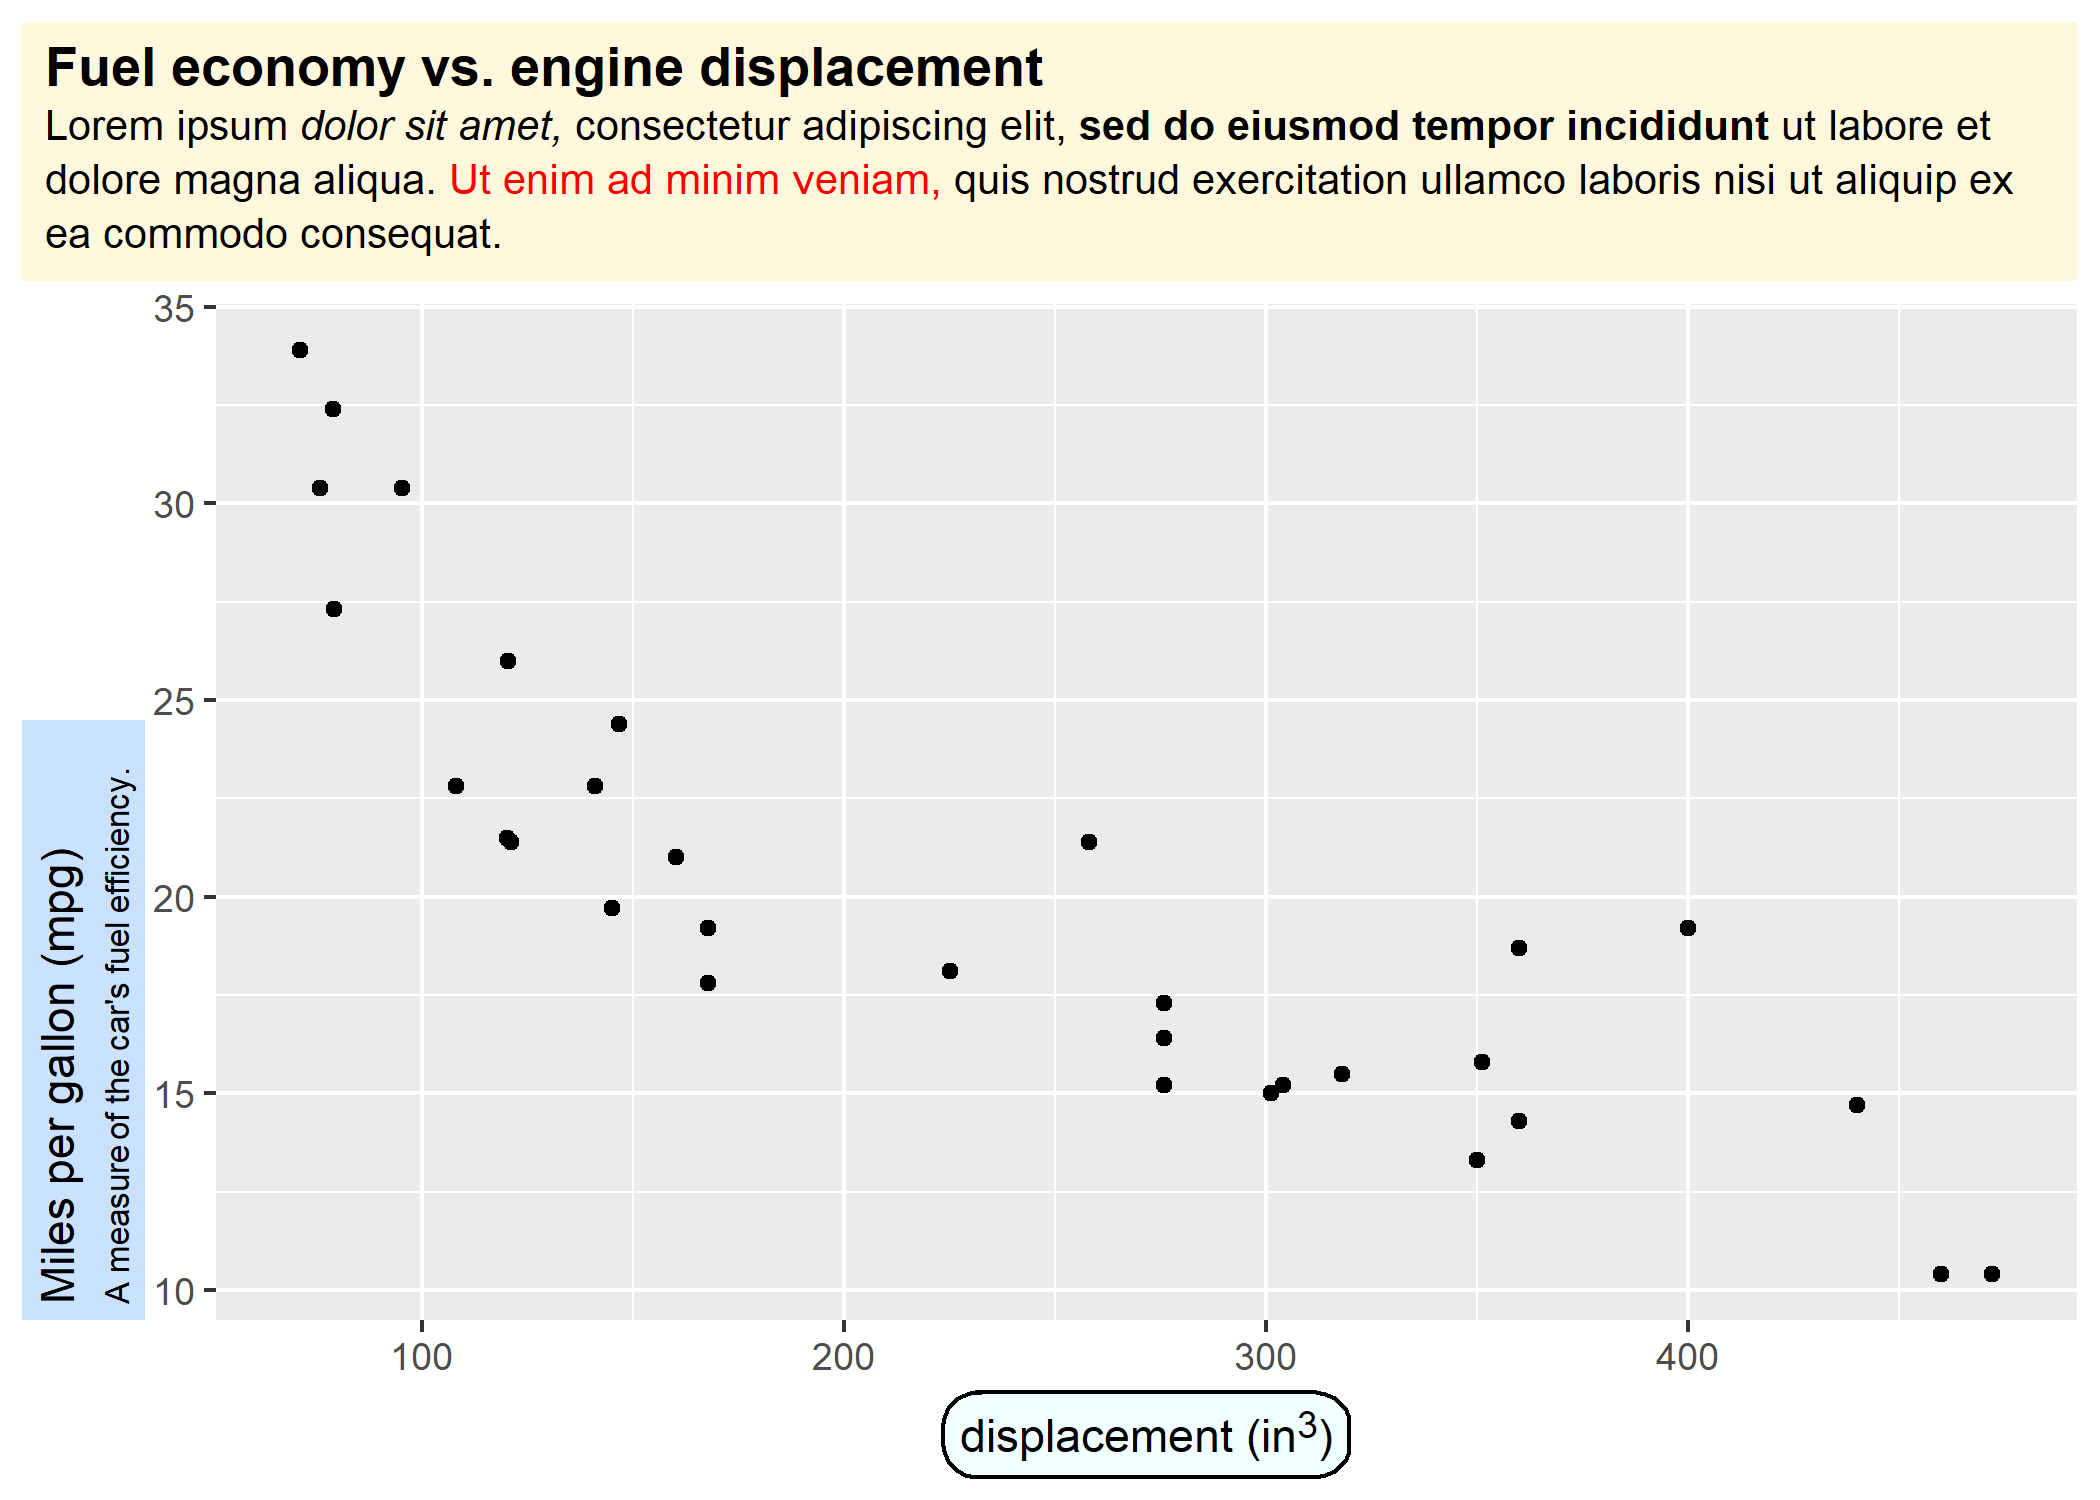 Fuel economy vs. engine displacement
Lorem ipsum dolor sit amet, consectetur adipiscing elit, sed do eiusmod tempor incididunt ut labore et
dolore magna aliqua. Ut enim ad minim veniam, quis nostrud exercitation ullamco laboris nisi ut aliquip ex
ea commodo consequat.
Miles per gallon (mpg)
A measure of the car's fuel efficiency.
35
30
25
20
15
10
100 200 300 400
displacement (in³)